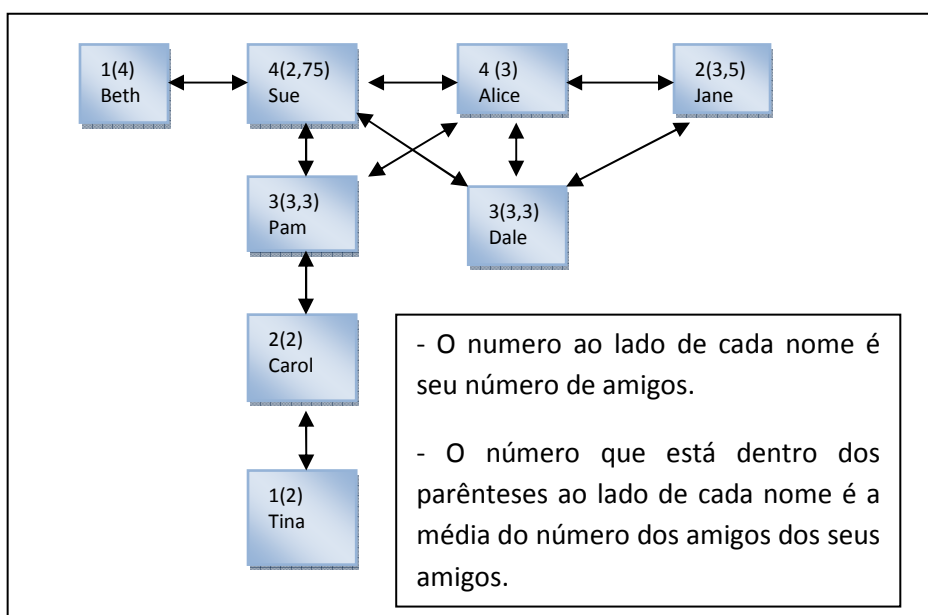 1(4)
Beth
4(2,75)
Sue
4 (3)
Alice
2(3,5)
Jane
3(3,3)
Pam
3(3,3)
Dale
2(2)
Carol
1(2)
Tina
- O numero ao lado de cada nome é
seu número de amigos.
- O número que está dentro dos
parênteses ao lado de cada nome é a
média do número dos amigos dos seus
amigos.